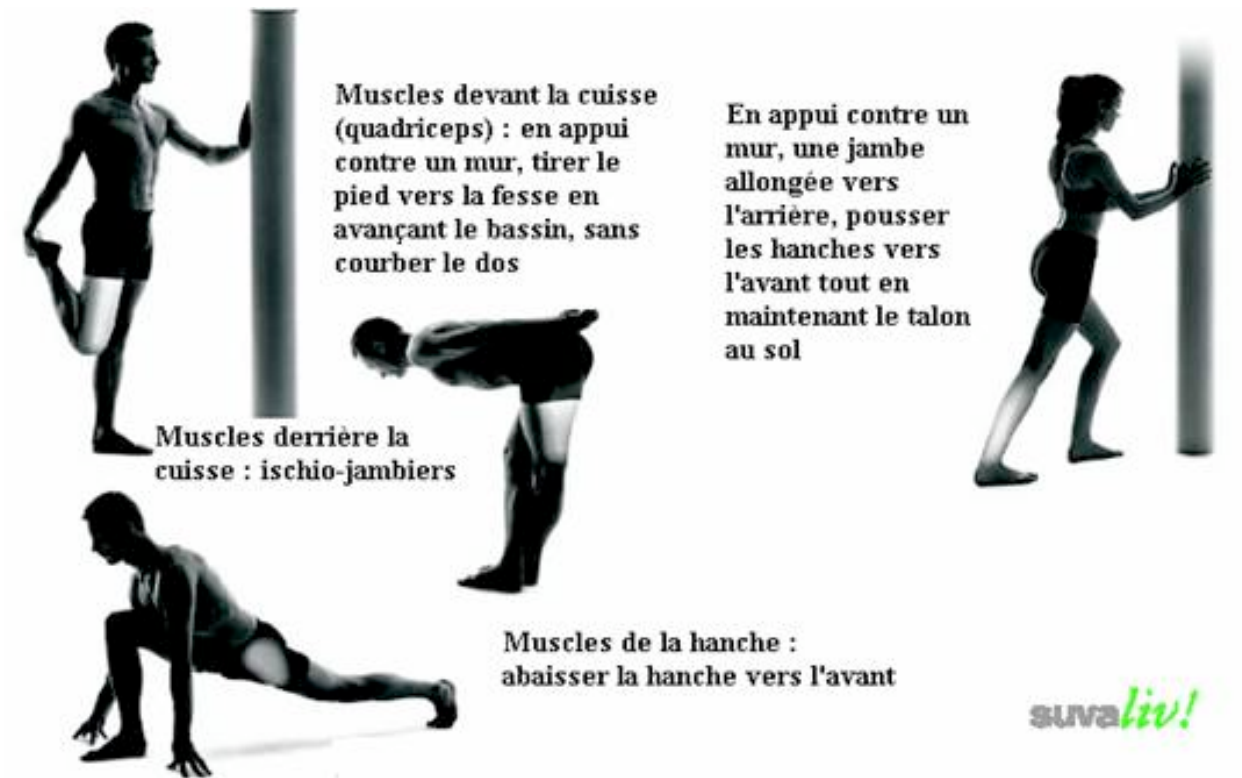 Muscles devant la cuisse
(quadriceps) : en appui
contre un mur, tirer le
pied vers la fesse en
avançant le bassin, sans
courber le dos
En appui contre un
mur, une jambe
allongée vers
l'arrière, pousser
les hanches vers
l'avant tout en
maintenant le talon
au sol
Muscles derrière la
cuisse : ischio-jambiers
Muscles de la hanche :
abaisser la hanche vers l'avant
suvaliv!